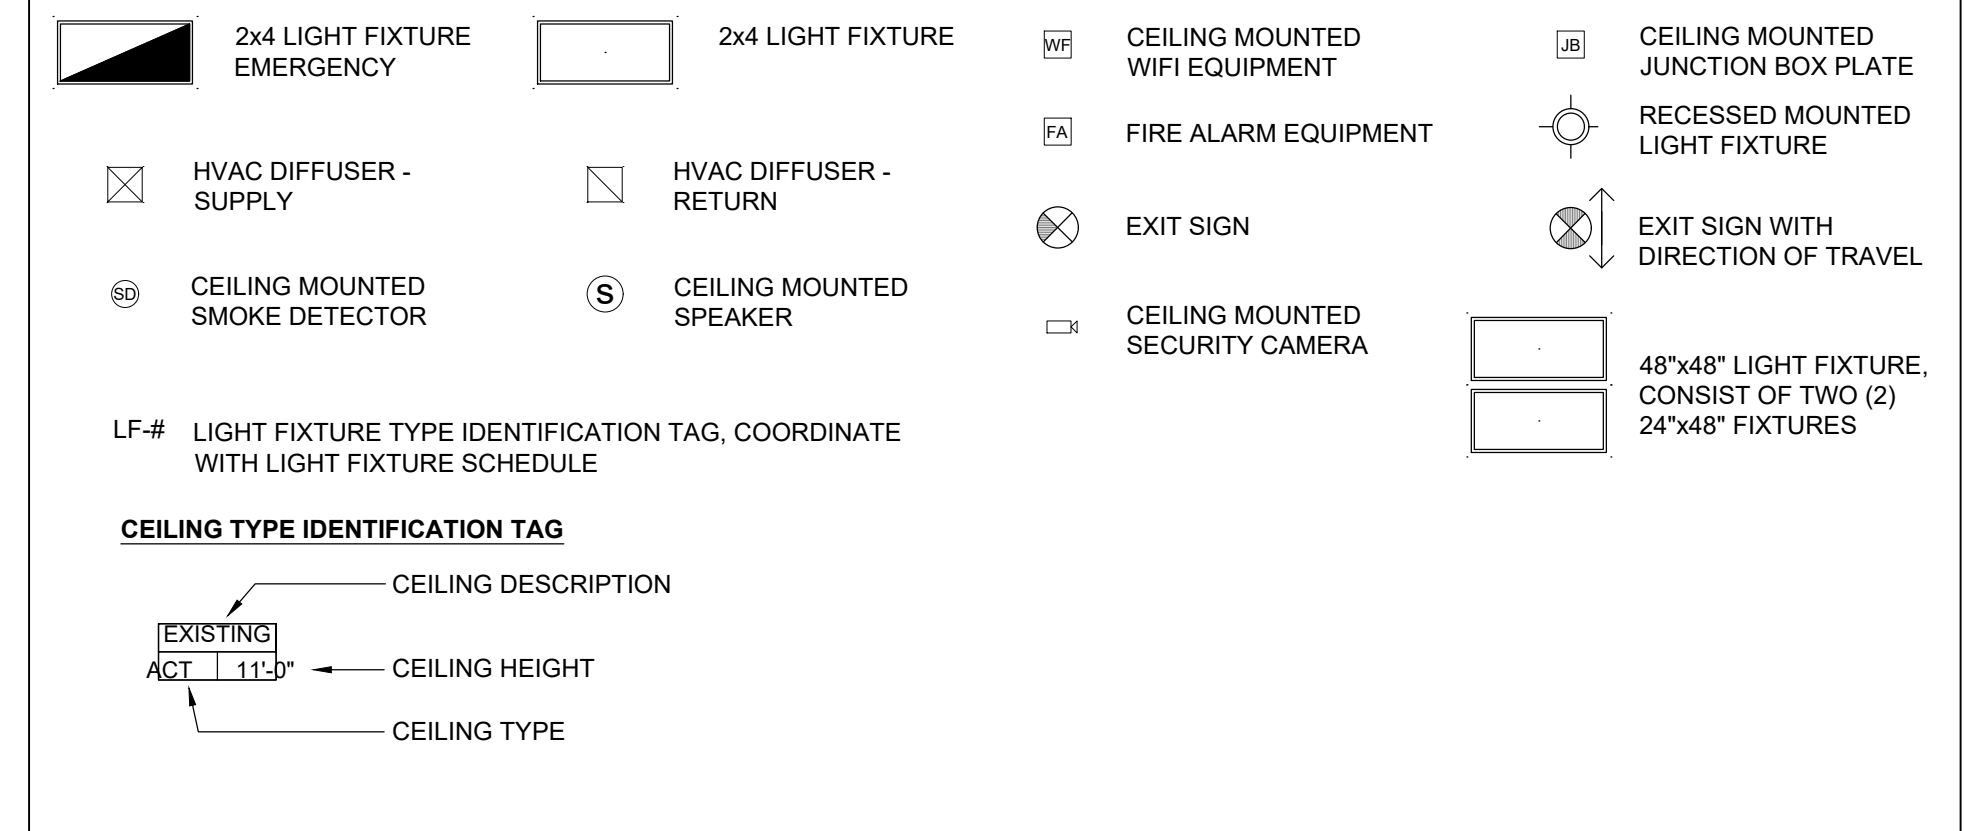 2x4 LIGHT FIXTURE
EMERGENCY
2x4 LIGHT FIXTURE
WF
CEILING MOUNTED
WIFI EQUIPMENT
JB
CEILING MOUNTED
JUNCTION BOX PLATE
FA
FIRE ALARM EQUIPMENT
RECESSED MOUNTED
LIGHT FIXTURE
HVAC DIFFUSER -
SUPPLY
HVAC DIFFUSER -
RETURN
EXIT SIGN
EXIT SIGN WITH
DIRECTION OF TRAVEL
SD
CEILING MOUNTED
SMOKE DETECTOR
S
CEILING MOUNTED
SPEAKER
CEILING MOUNTED
SECURITY CAMERA
48"x48" LIGHT FIXTURE,
CONSIST OF TWO (2)
24"x48" FIXTURES
LF-#
LIGHT FIXTURE TYPE IDENTIFICATION TAG, COORDINATE
WITH LIGHT FIXTURE SCHEDULE
CEILING TYPE IDENTIFICATION TAG
CEILING DESCRIPTION
EXISTING
ACT 11'-0"
CEILING HEIGHT
CEILING TYPE